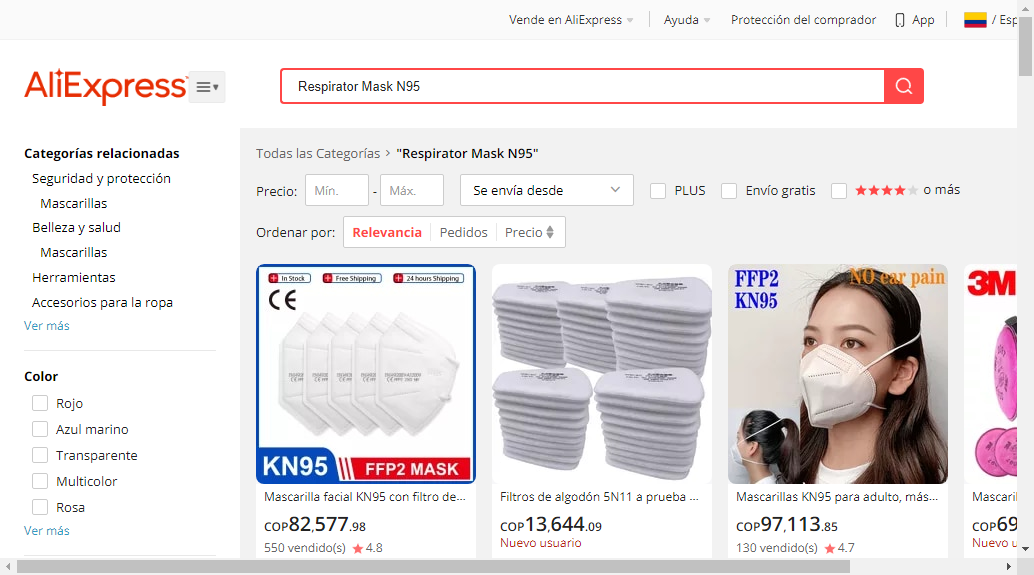 Vende en AliExpress
Ayuda
Protección del comprador
App
/ Esp
AliExpress
Respirator Mask N95
Categorías relacionadas
Seguridad y protección
Mascarillas
Belleza y salud
Mascarillas
Herramientas
Accesorios para la ropa
Ver más
Color
Rojo
Azul marino
Transparente
Multicolor
Rosa
Ver más
Todas las Categorías > "Respirator Mask N95"
Precio: Mín. - Máx. Se envía desde PLUS Envío gratis o más
Ordenar por: Relevancia Pedidos Precio
In Stock Free Shipping 24 hours Shipping
CE
KN95 FFP2 MASK
Mascarilla facial KN95 con filtro de...
COP82,577.98
550 vendido(s) 4.8
Filtros de algodón 5N11 a prueba ...
COP13,644.09
Nuevo usuario
FFP2
KN95
NO ear pain
Mascarillas KN95 para adulto, más...
COP97,113.85
130 vendido(s) 4.7
3M
Mascaril
COP69
Nuevo u